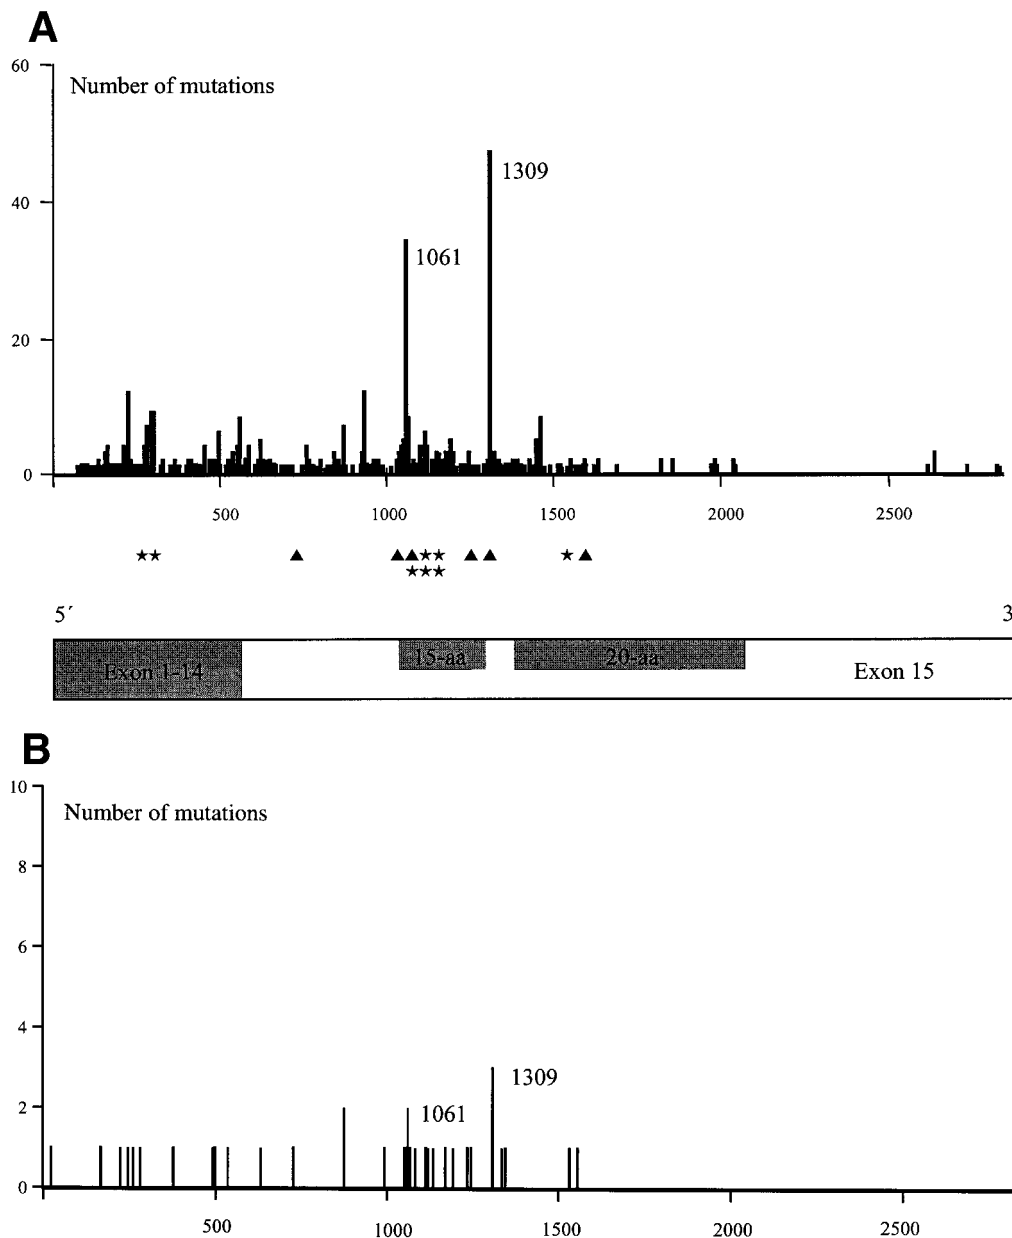 A
60
Number of mutations
1309
40
1061
20
0
500 1000 1500 2000 2500
★★ ▲ ▲▲★★ ▲ ▲ ★ ▲
★★★
5´ 3
Exon 1-14 15-aa 20-aa Exon 15
B
10
Number of mutations
8
6
4
1309
2 1061
0
500 1000 1500 2000 2500